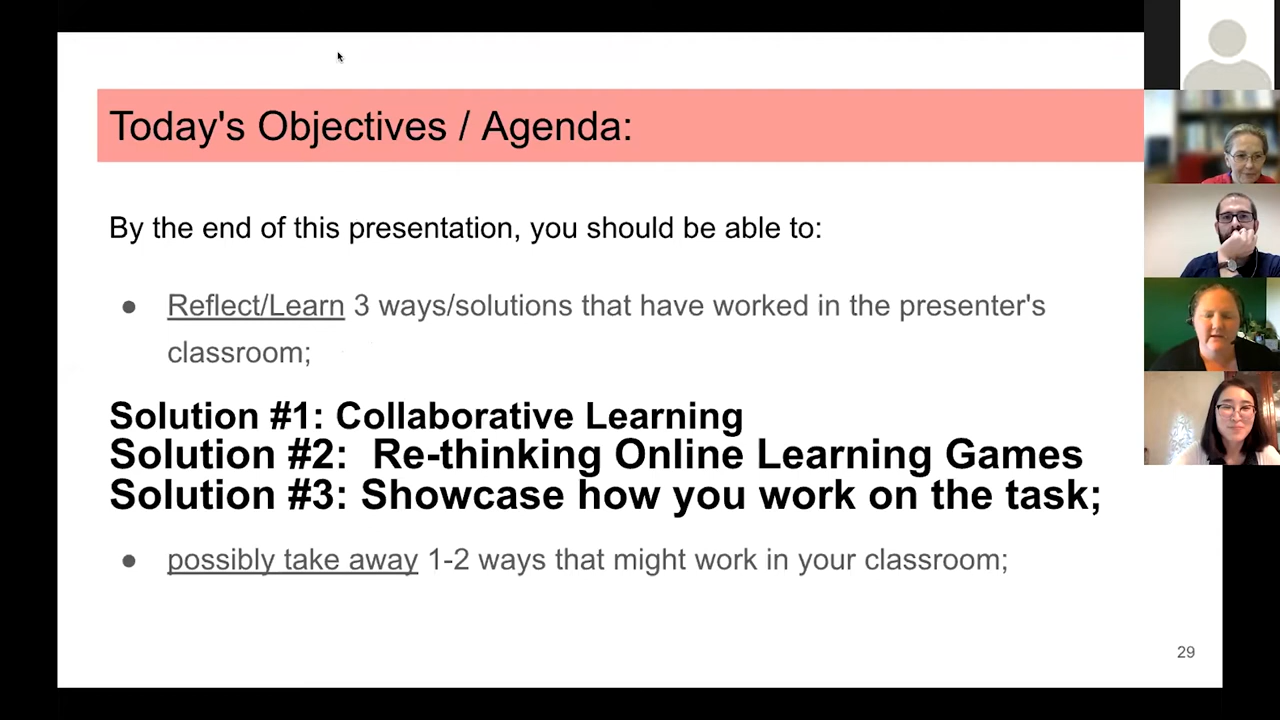 Today's Objectives / Agenda:
By the end of this presentation, you should be able to:
● Reflect/Learn 3 ways/solutions that have worked in the presenter's
classroom;
Solution #1: Collaborative Learning
Solution #2: Re-thinking Online Learning Games
Solution #3: Showcase how you work on the task;
● possibly take away 1-2 ways that might work in your classroom;
29